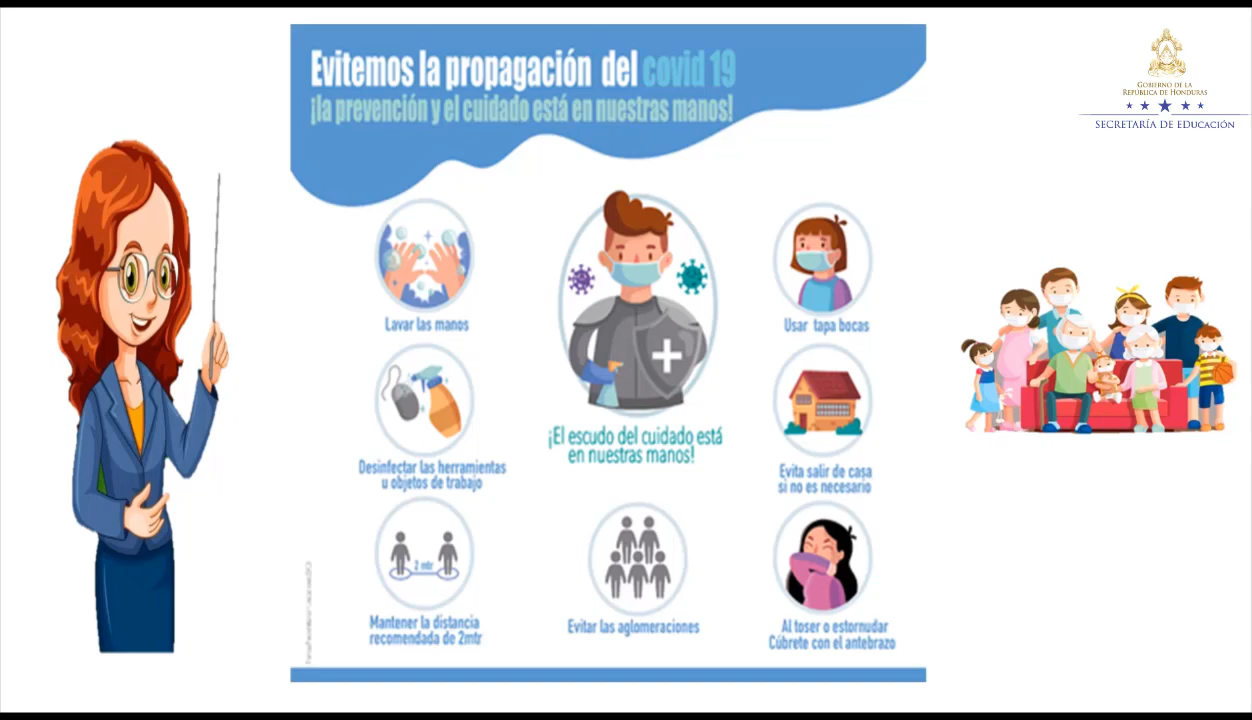 Evitemos la propagación del covid 19
¡la prevención y el cuidado está en nuestras manos!
GOBIERNO DE LA
REPÚBLICA DE HONDURAS
SECRETARÍA DE EDUCACIÓN
Lavar las manos
Usar tapa bocas
¡El escudo del cuidado está
en nuestras manos!
Desinfectar las herramientas
u objetos de trabajo
Evita salir de casa
si no es necesario
2 mtr
Mantener la distancia
recomendada de 2mtr
Evitar las aglomeraciones
Al toser o estornudar
Cúbrete con el antebrazo